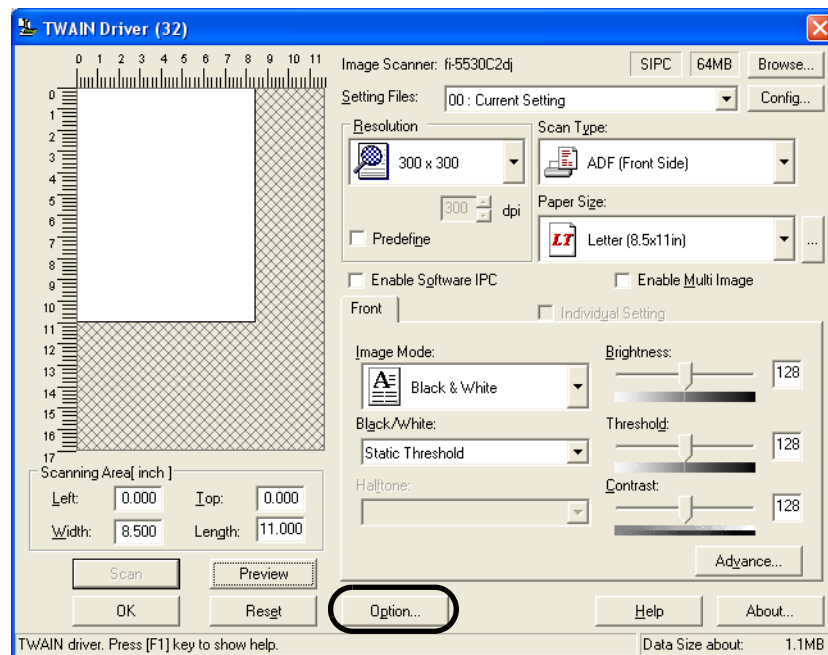 TWAIN Driver (32)
0 1 2 3 4 5 6 7 8 9 10 11
0
1
2
3
4
5
6
7
8
9
10
11
12
13
14
15
16
17
Image Scanner: fi-5530C2dj
SIPC
64MB
Browse...
Setting Files:
00 : Current Setting
Config...
Resolution
300 x 300
300
dpi
Predefine
Scan Type:
ADF (Front Side)
Paper Size:
LT
Letter (8.5x11in)
...
Enable Software IPC
Enable Multi Image
Front
Individual Setting
Image Mode:
A
Black & White
Black/White:
Static Threshold
Halftone:
Brightness:
128
Threshold:
128
Contrast:
128
Advance...
Scanning Area[ inch ]
Left: 0.000 Top: 0.000
Width: 8.500 Length: 11.000
Scan
Preview
OK
Reset
Option...
Help
About...
TWAIN driver. Press [F1] key to show help.
Data Size about: 1.1MB